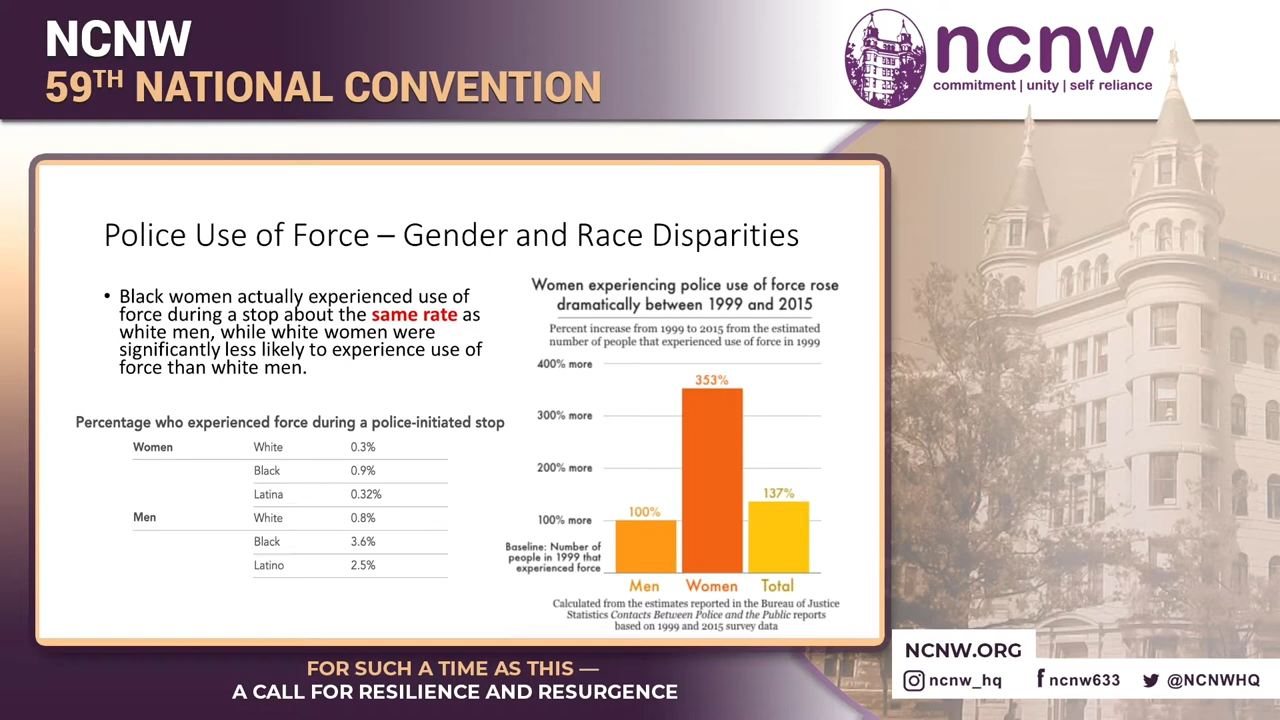 NCNW
59TH NATIONAL CONVENTION
ncnw
commitment | unity | self reliance
Police Use of Force – Gender and Race Disparities
• Black women actually experienced use of
force during a stop about the same rate as
white men, while white women were
significantly less likely to experience use of
force than white men.
Percentage who experienced force during a police-initiated stop
Women White 0.3%
Black 0.9%
Latina 0.32%
Men White 0.8%
Black 3.6%
Latino 2.5%
Women experiencing police use of force rose
dramatically between 1999 and 2015
Percent increase from 1999 to 2015 from the estimated
number of people that experienced use of force in 1999
400% more
353%
300% more
200% more
137%
100%
100% more
Baseline: Number of
people in 1999 that
experienced force
Men Women Total
Calculated from the estimates reported in the Bureau of Justice
Statistics Contacts Between Police and the Public reports
based on 1999 and 2015 survey data
FOR SUCH A TIME AS THIS —
A CALL FOR RESILIENCE AND RESURGENCE
NCNW.ORG
ncnw_hq ncnw633 @NCNWHQ